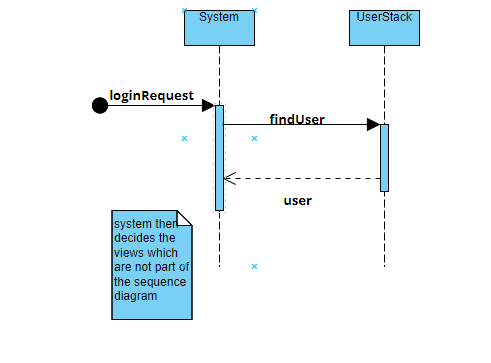 System
UserStack
loginRequest
findUser
user
system then
decides the
views which
are not part of
the sequence
diagram